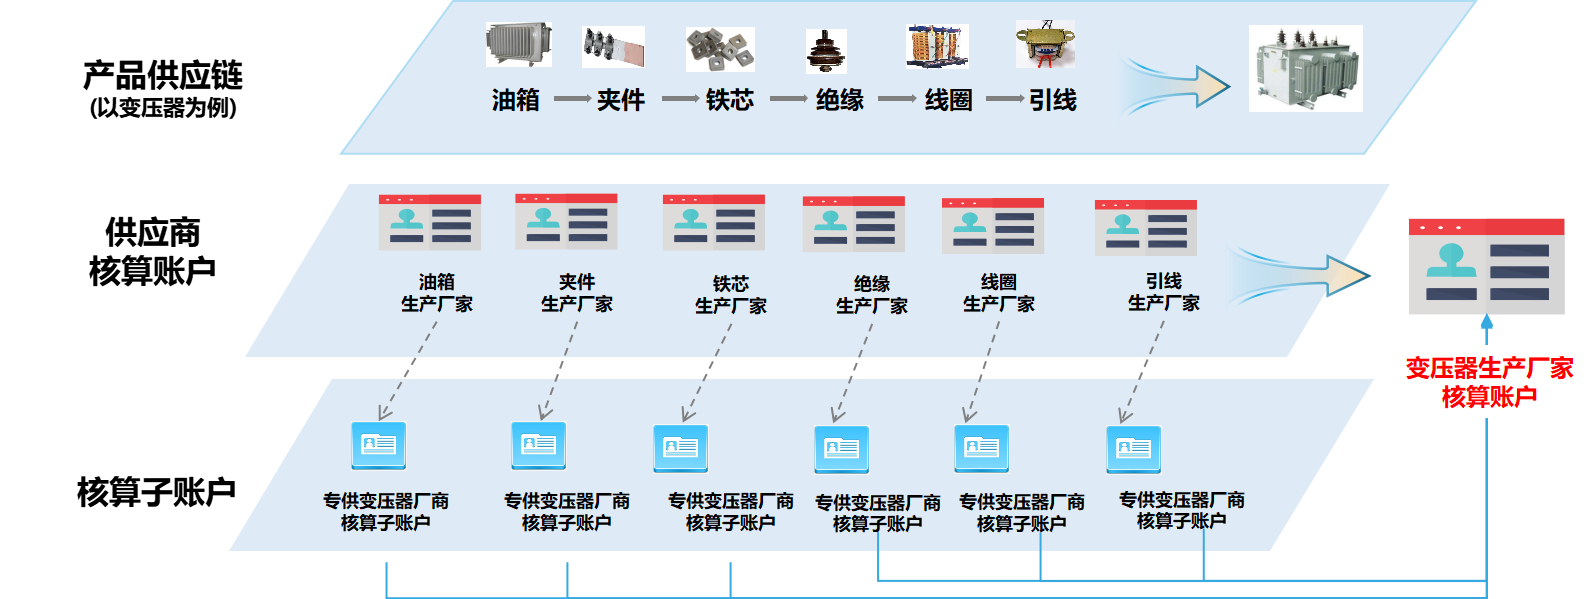 产品供应链
(以变压器为例)
油箱
夹件
铁芯
绝缘
线圈
引线
供应商
核算账户
油箱
生产厂家
夹件
生产厂家
铁芯
生产厂家
绝缘
生产厂家
线圈
生产厂家
引线
生产厂家
变压器生产厂家
核算账户
核算子账户
专供变压器厂商
核算子账户
专供变压器厂商
核算子账户
专供变压器厂商
核算子账户
专供变压器厂商
核算子账户
专供变压器厂商
核算子账户
专供变压器厂商
核算子账户